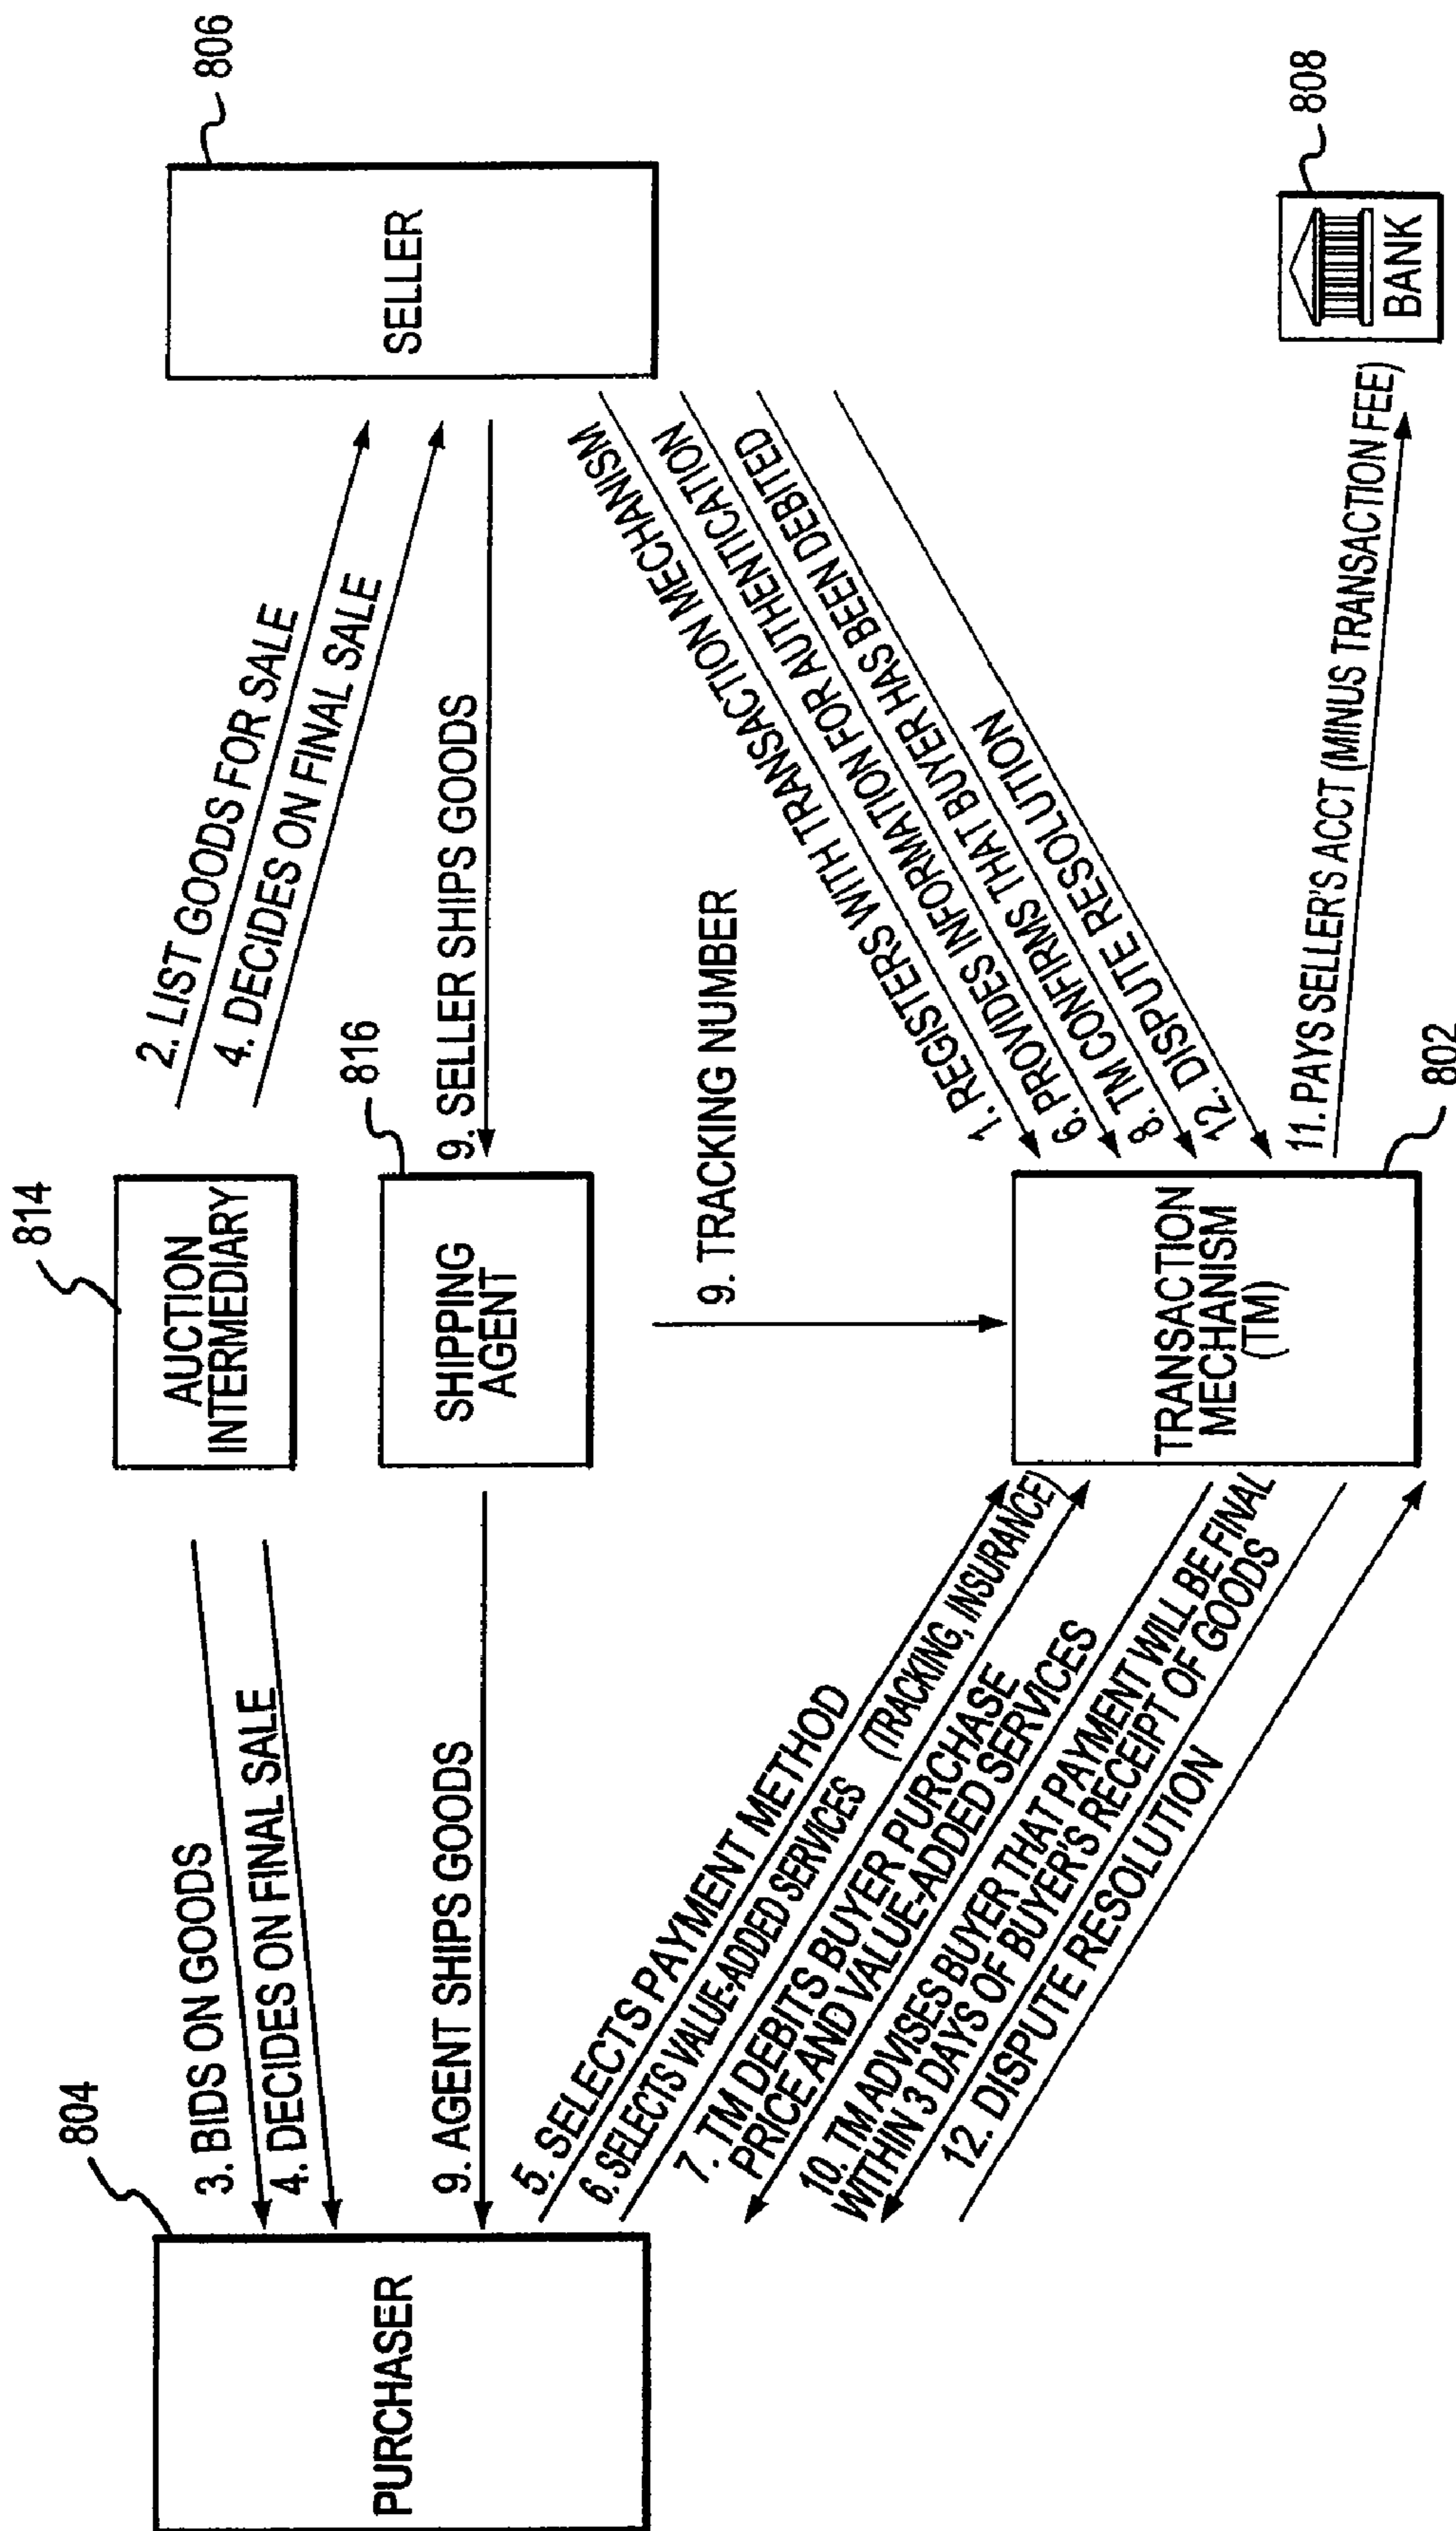 804
PURCHASER
3. BIDS ON GOODS
4. DECIDES ON FINAL SALE
9. AGENT SHIPS GOODS
814
AUCTION
INTERMEDIARY
816
SHIPPING
AGENT
2. LIST GOODS FOR SALE
4. DECIDES ON FINAL SALE
9. SELLER SHIPS GOODS
806
SELLER
9. TRACKING NUMBER
5. SELECTS PAYMENT METHOD
6. SELECTS VALUE-ADDED SERVICES (TRACKING, INSURANCE)
7. TM DEBITS BUYER PURCHASE
PRICE AND VALUE-ADDED SERVICES
10. TM ADVISES BUYER THAT PAYMENT WILL BE FINAL
WITHIN 3 DAYS OF BUYER'S RECEIPT OF GOODS
12. DISPUTE RESOLUTION
TRANSACTION
MECHANISM
(TM)
802
1. REGISTERS WITH TRANSACTION MECHANISM
6. PROVIDES INFORMATION FOR AUTHENTICATION
8. TM CONFIRMS THAT BUYER HAS BEEN DEBITED
12. DISPUTE RESOLUTION
11. PAYS SELLER'S ACCT (MINUS TRANSACTION FEE)
808
BANK